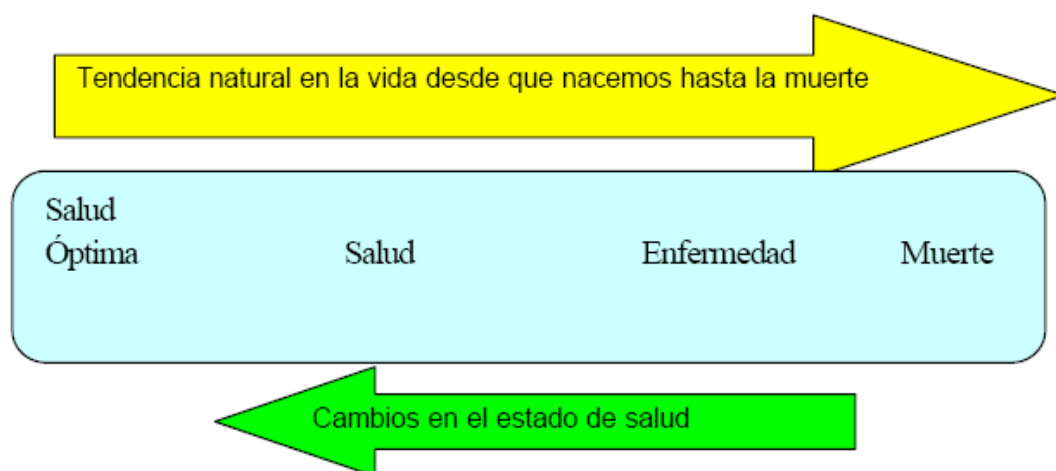 Tendencia natural en la vida desde que nacemos hasta la muerte
Salud
Óptima Salud Enfermedad Muerte
Cambios en el estado de salud